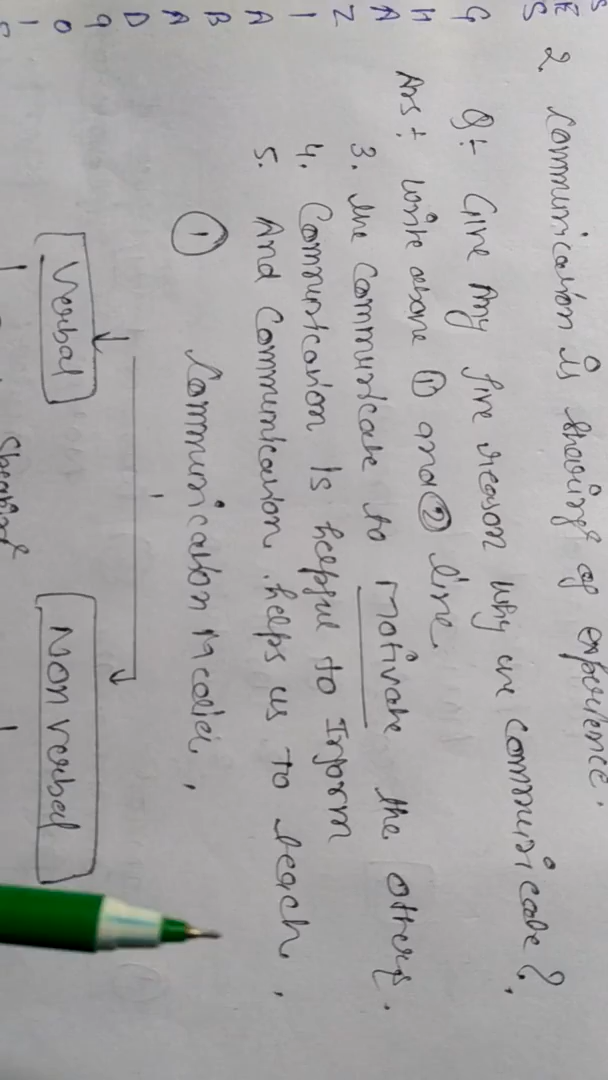 2. Communication is sharing of experience.
Q:- Give Any five reason why we communicate?
Ans:- write above ① and ② line.
3. We communicate to motivate the others.
4. Communication is helpful to Inform
5. And Communication helps us to teach,
① Communication Media,
Verbal
Non verbal